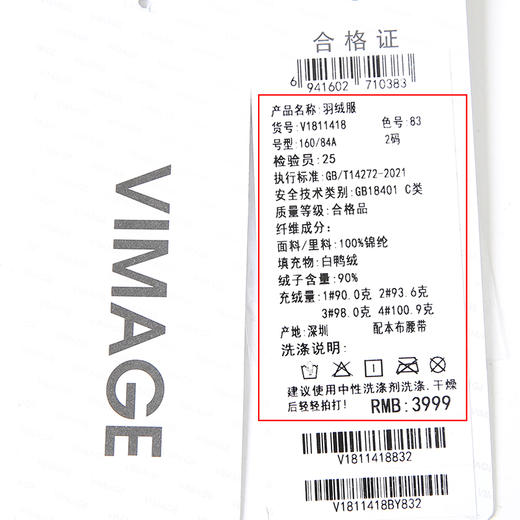 VIMAGE
合格证
6 941602 710383
产品名称:羽绒服
货号:V1811418 色号:83
号型:160/84A 2码
检验员:25
执行标准:GB/T14272-2021
安全技术类别:GB18401 C类
质量等级:合格品
纤维成分:
面料/里料:100%锦纶
填充物:白鸭绒
绒子含量:90%
充绒量:1#90.0克 2#93.6克
3#98.0克 4#100.9克
产地:深圳 配本布腰带
洗涤说明:
建议使用中性洗涤剂洗涤,干燥
后轻轻拍打! RMB:3999
V1811418832
V1811418BY832